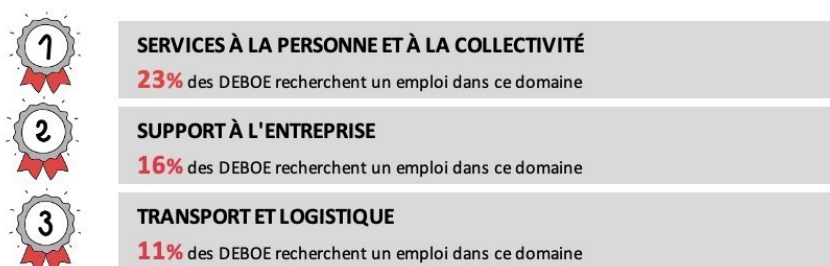 1
SERVICES À LA PERSONNE ET À LA COLLECTIVITÉ
23% des DEBOE recherchent un emploi dans ce domaine
2
SUPPORT À L'ENTREPRISE
16% des DEBOE recherchent un emploi dans ce domaine
3
TRANSPORT ET LOGISTIQUE
11% des DEBOE recherchent un emploi dans ce domaine